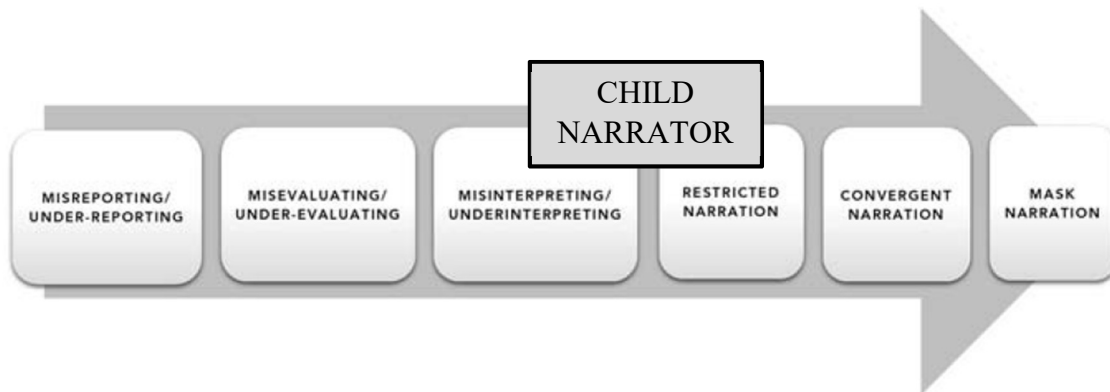 CHILD
NARRATOR
MISREPORTING/
UNDER-REPORTING
MISEVALUATING/
UNDER-EVALUATING
MISINTERPRETING/
UNDERINTERPRETING
RESTRICTED
NARRATION
CONVERGENT
NARRATION
MASK
NARRATION